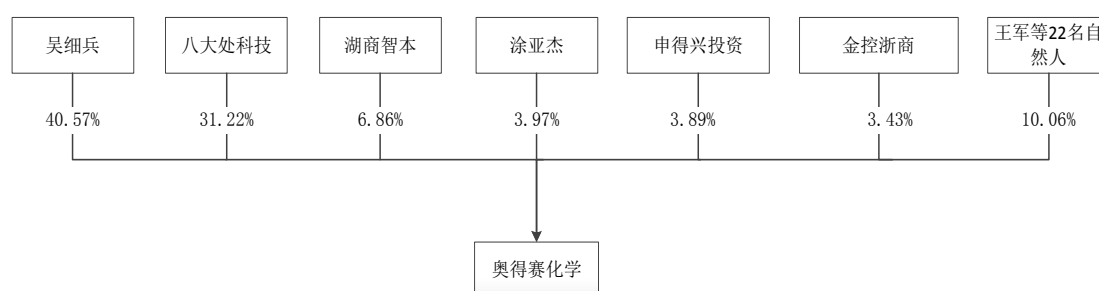 吴细兵
八大处科技
湖商智本
涂亚杰
申得兴投资
金控浙商
王军等22名自
然人
40.57%
31.22%
6.86%
3.97%
3.89%
3.43%
10.06%
奥得赛化学